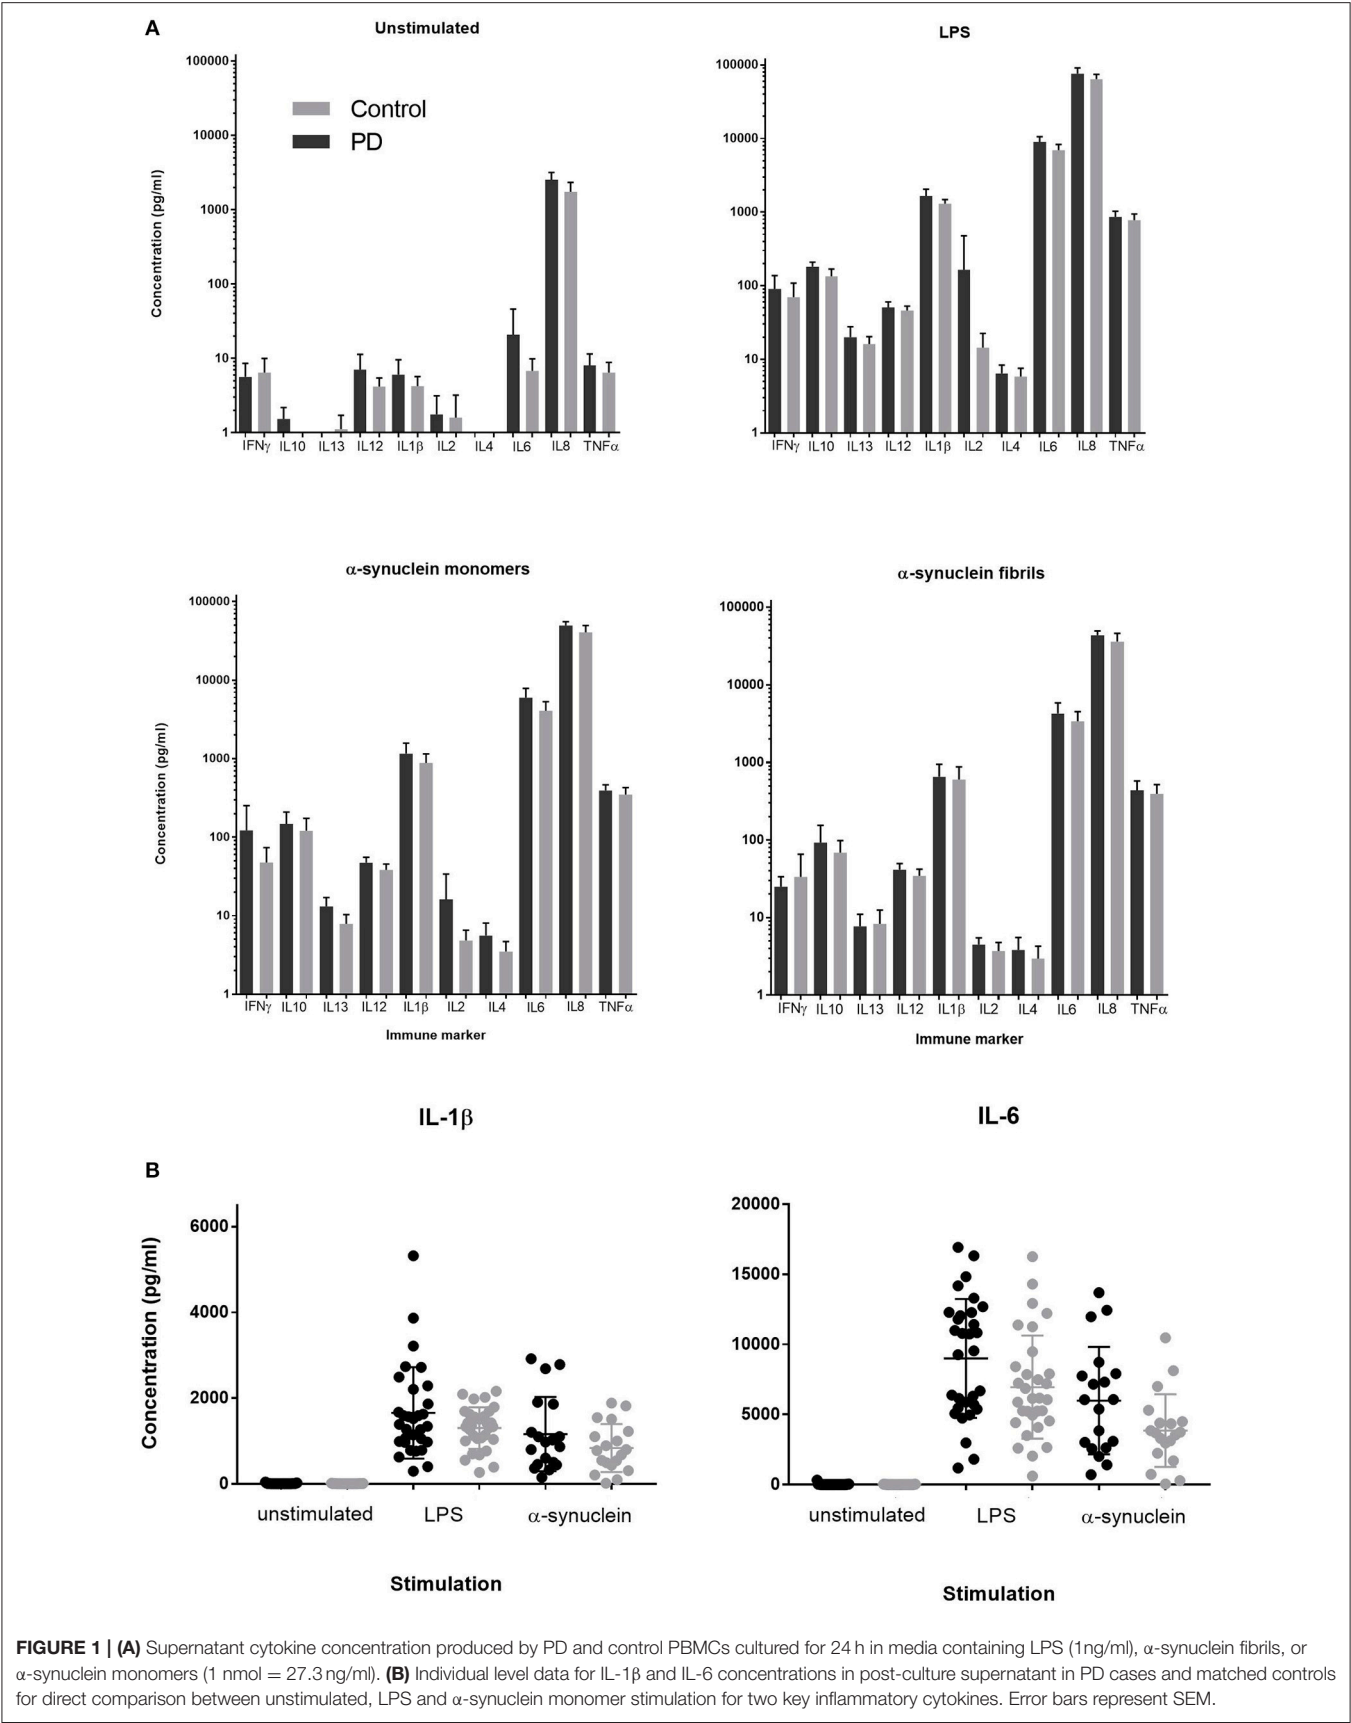 A
Unstimulated
100000
10000
1000
100
10
1
Concentration (pg/ml)
Control
PD
IFNγ IL10 IL13 IL12 IL1β IL2 IL4 IL6 IL8 TNFα
LPS
100000
10000
1000
100
10
1
IFNγ IL10 IL13 IL12 IL1β IL2 IL4 IL6 IL8 TNFα
α-synuclein monomers
100000
10000
1000
100
10
1
Concentration (pg/ml)
IFNγ IL10 IL13 IL12 IL1β IL2 IL4 IL6 IL8 TNFα
Immune marker
α-synuclein fibrils
100000
10000
1000
100
10
1
IFNγ IL10 IL13 IL12 IL1β IL2 IL4 IL6 IL8 TNFα
Immune marker
B
IL-1β
6000
4000
2000
0
Concentration (pg/ml)
unstimulated LPS α-synuclein
Stimulation
IL-6
20000
15000
10000
5000
0
unstimulated LPS α-synuclein
Stimulation
FIGURE 1 | (A) Supernatant cytokine concentration produced by PD and control PBMCs cultured for 24 h in media containing LPS (1ng/ml), α-synuclein fibrils, or
α-synuclein monomers (1 nmol = 27.3 ng/ml). (B) Individual level data for IL-1β and IL-6 concentrations in post-culture supernatant in PD cases and matched controls
for direct comparison between unstimulated, LPS and α-synuclein monomer stimulation for two key inflammatory cytokines. Error bars represent SEM.